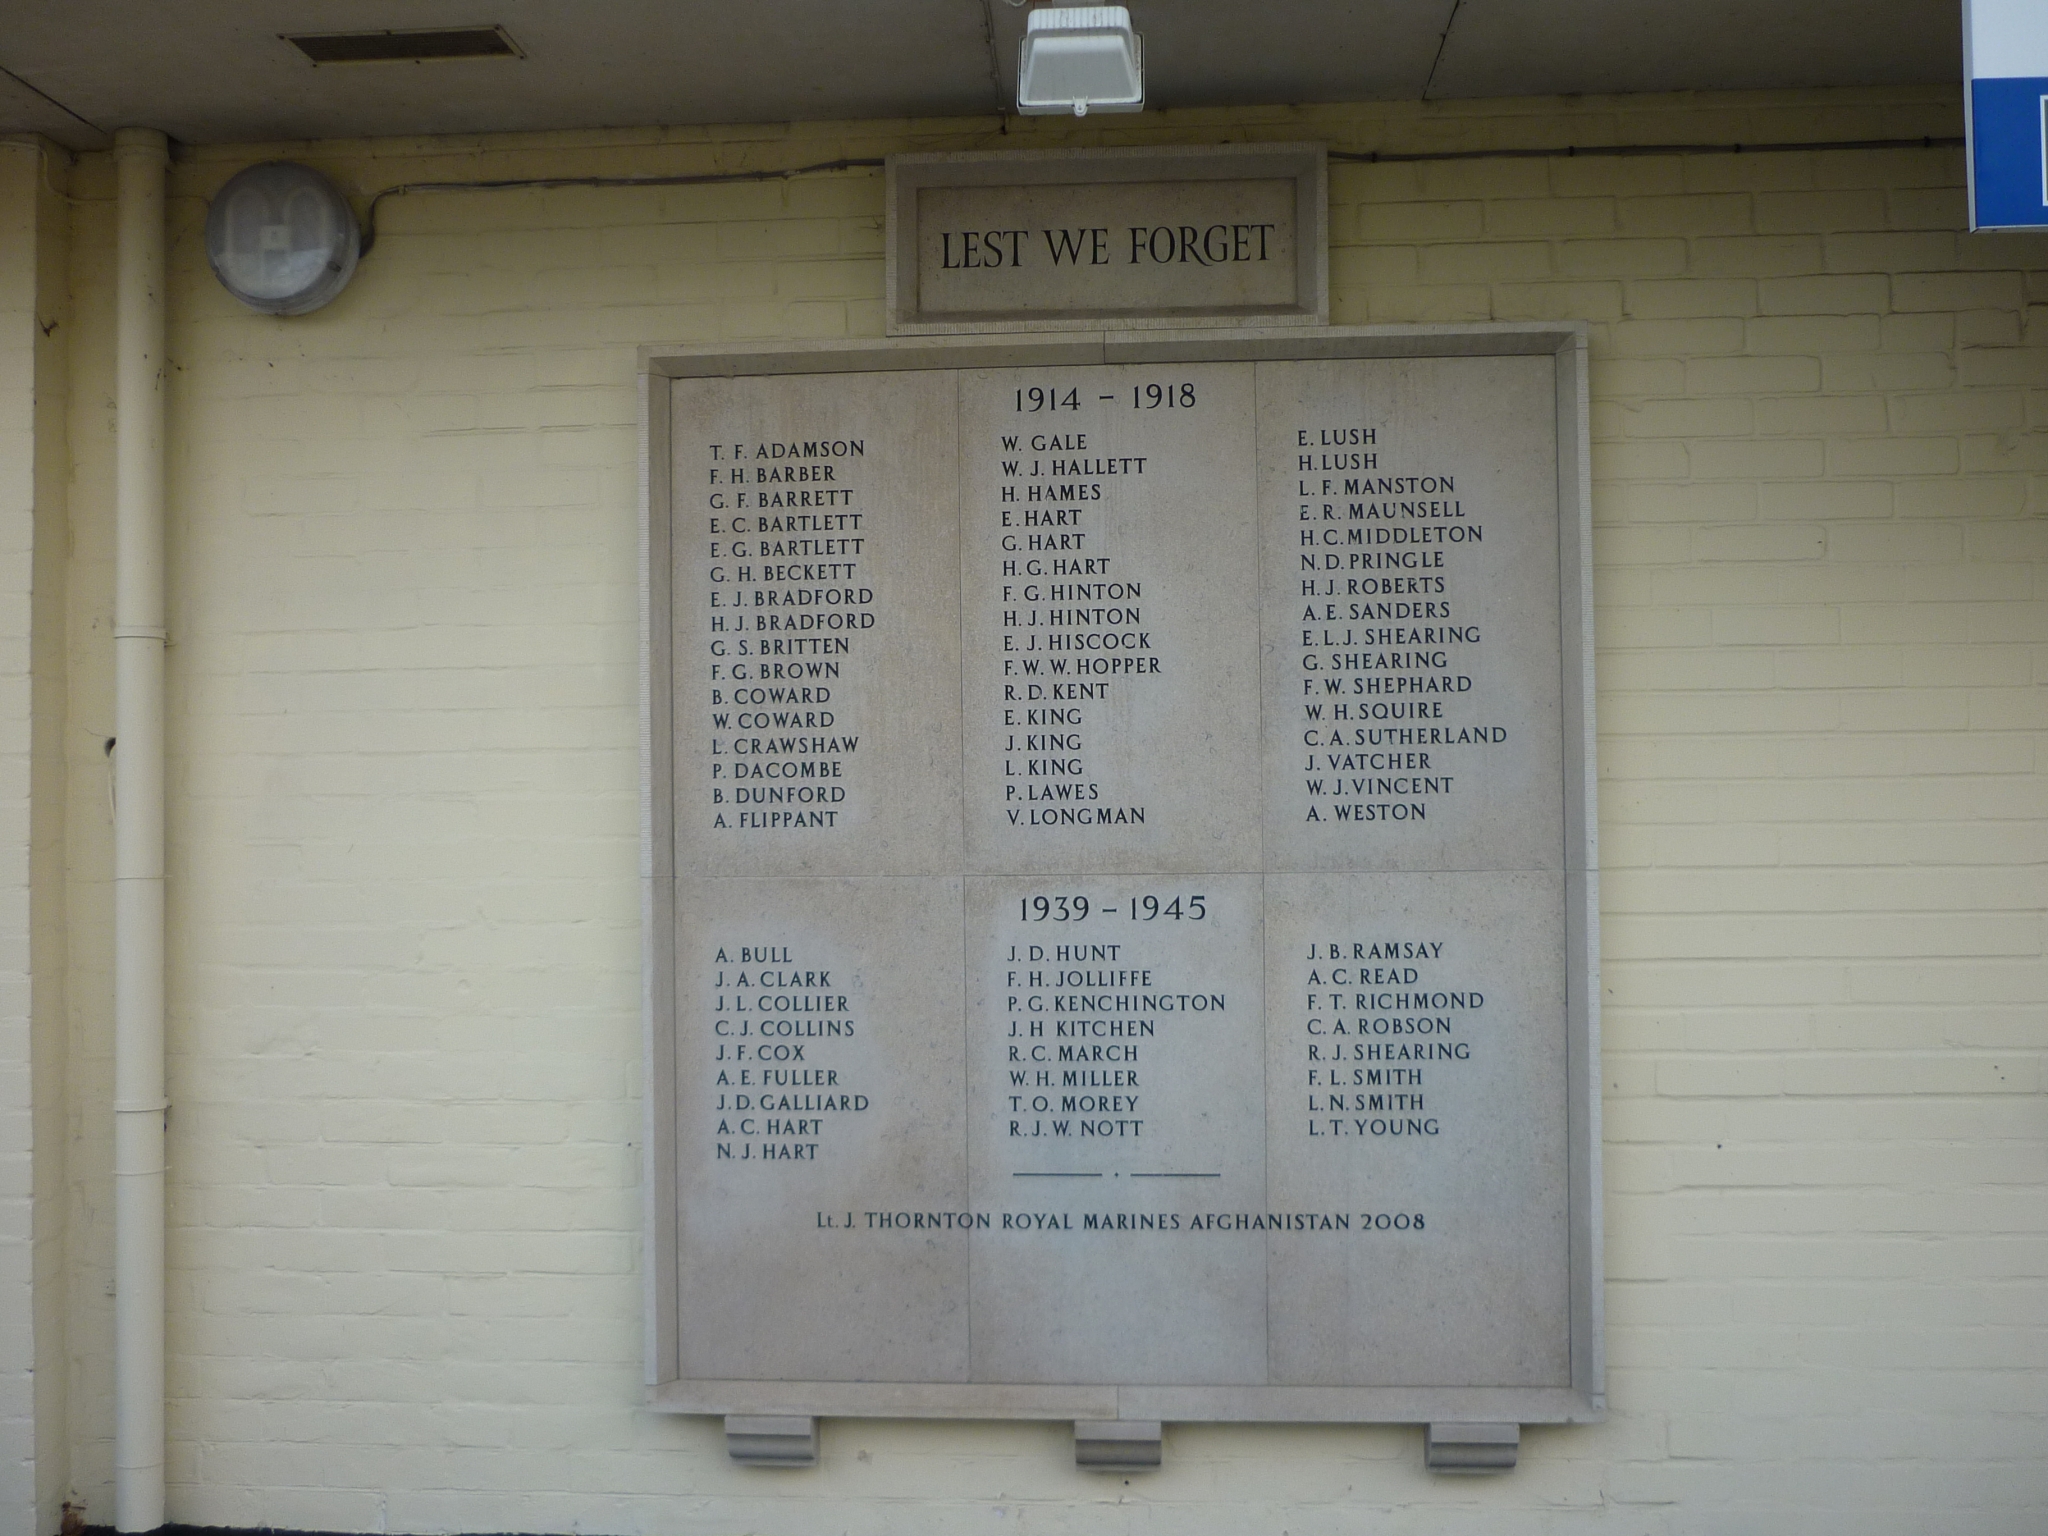 LEST WE FORGET
1914 - 1918
T. F. ADAMSON
F. H. BARBER
G. F. BARRETT
E. C. BARTLETT
E. G. BARTLETT
G. H. BECKETT
E. J. BRADFORD
H. J. BRADFORD
G. S. BRITTEN
F. G. BROWN
B. COWARD
W. COWARD
L. CRAWSHAW
P. DACOMBE
B. DUNFORD
A. FLIPPANT
W. GALE
W. J. HALLETT
H. HAMES
E. HART
G. HART
H. G. HART
F. G. HINTON
H. J. HINTON
E. J. HISCOCK
F. W. W. HOPPER
R. D. KENT
E. KING
J. KING
L. KING
P. LAWES
V. LONGMAN
E. LUSH
H. LUSH
L. F. MANSTON
E. R. MAUNSELL
H. C. MIDDLETON
N. D. PRINGLE
H. J. ROBERTS
A. E. SANDERS
E. L. J. SHEARING
G. SHEARING
F. W. SHEPHARD
W. H. SQUIRE
C. A. SUTHERLAND
J. VATCHER
W. J. VINCENT
A. WESTON
1939 - 1945
A. BULL
J. A. CLARK
J. L. COLLIER
C. J. COLLINS
J. F. COX
A. E. FULLER
J. D. GALLIARD
A. C. HART
N. J. HART
J. D. HUNT
F. H. JOLLIFFE
P. G. KENCHINGTON
J. H KITCHEN
R. C. MARCH
W. H. MILLER
T. O. MOREY
R. J. W. NOTT
J. B. RAMSAY
A. C. READ
F. T. RICHMOND
C. A. ROBSON
R. J. SHEARING
F. L. SMITH
L. N. SMITH
L. T. YOUNG
Lt. J. THORNTON ROYAL MARINES AFGHANISTAN 2008